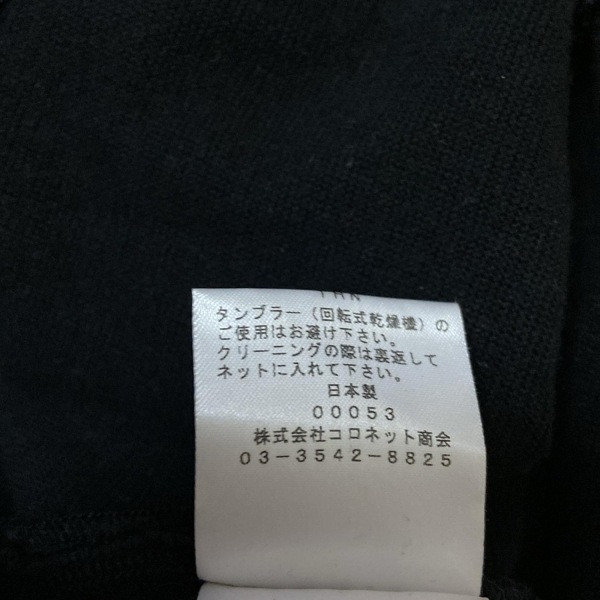 タンブラー（回転式乾燥機）の
ご使用はお避け下さい。
クリーニングの際は裏返して
ネットに入れて下さい。
日本製
00053
株式会社コロネット商会
03-3542-8825